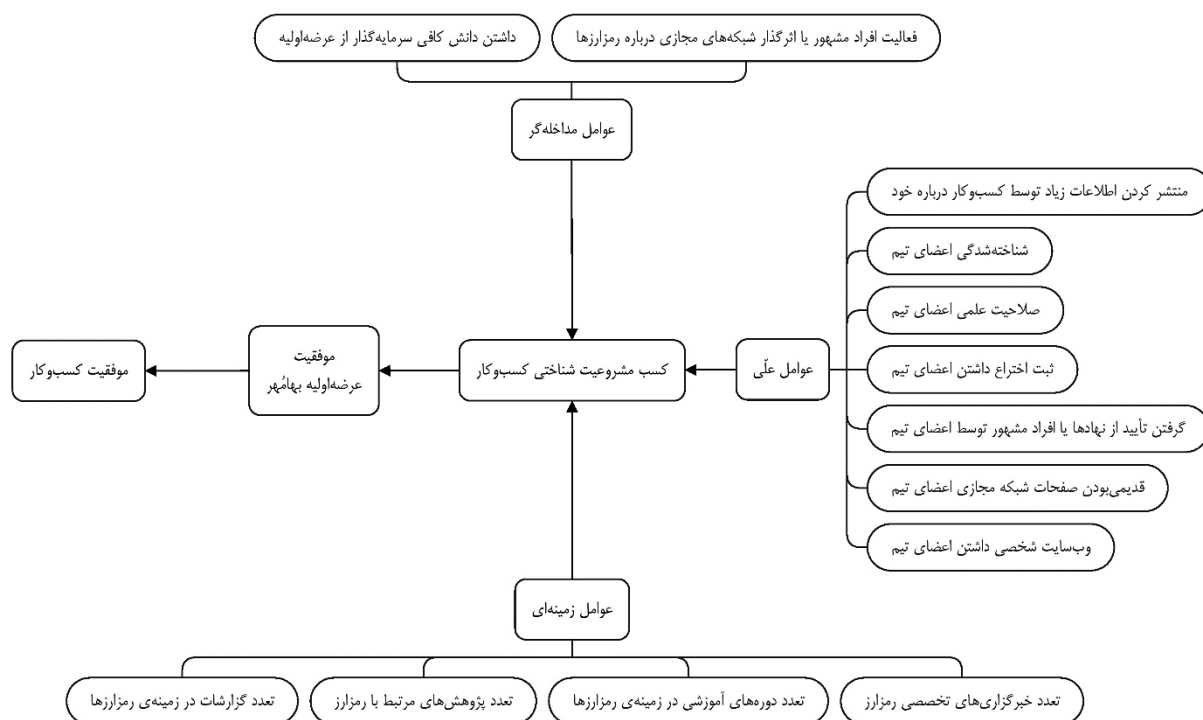 فعالیت افراد مشهور یا اثرگذار شبکه‌های مجازی درباره رمزارزها
داشتن دانش کافی سرمایه‌گذار از عرضه‌اولیه
عوامل مداخله‌گر
منتشر کردن اطلاعات زیاد توسط کسب‌وکار درباره خود
شناخته‌شدگی اعضای تیم
صلاحیت علمی اعضای تیم
ثبت اختراع داشتن اعضای تیم
گرفتن تأیید از نهادها یا افراد مشهور توسط اعضای تیم
قدیمی‌بودن صفحات شبکه مجازی اعضای تیم
وب‌سایت شخصی داشتن اعضای تیم
عوامل علّی
کسب مشروعیت شناختی کسب‌وکار
موفقیت
عرضه‌اولیه بهامُهر
موفقیت کسب‌وکار
عوامل زمینه‌ای
تعدد خبرگزاری‌های تخصصی رمزارز
تعدد دوره‌های آموزشی در زمینه‌ی رمزارزها
تعدد پژوهش‌های مرتبط با رمزارز
تعدد گزارشات در زمینه‌ی رمزارزها